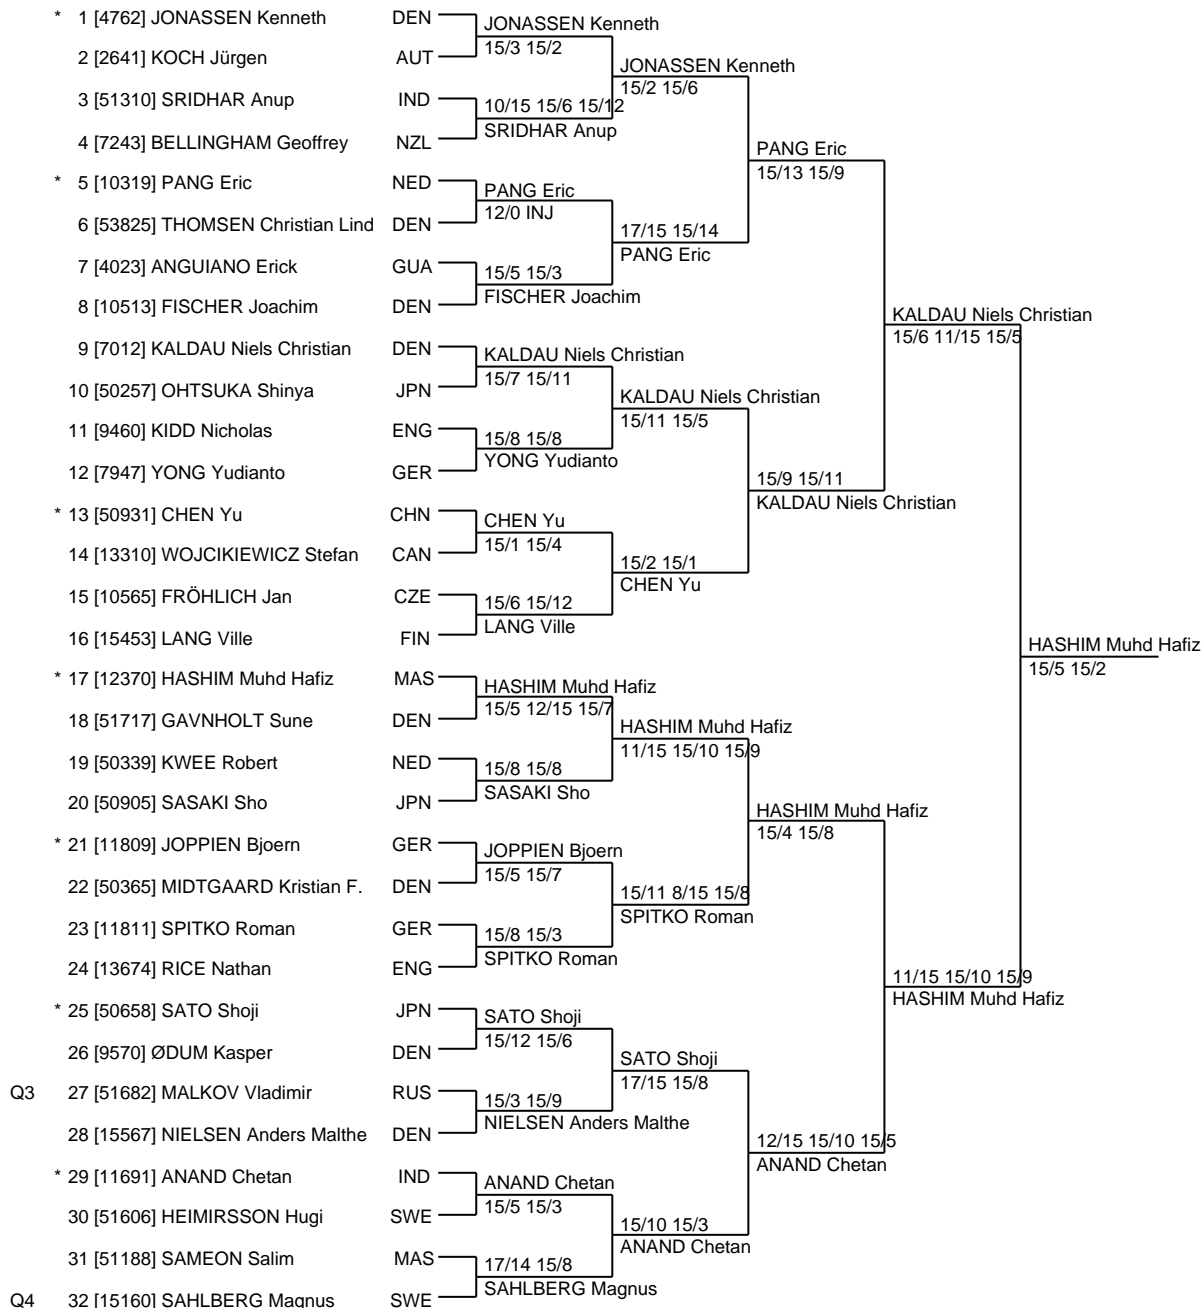 * 1 [4762] JONASSEN Kenneth DEN
2 [2641] KOCH Jürgen AUT
3 [51310] SRIDHAR Anup IND
4 [7243] BELLINGHAM Geoffrey NZL
* 5 [10319] PANG Eric NED
6 [53825] THOMSEN Christian Lind DEN
7 [4023] ANGUIANO Erick GUA
8 [10513] FISCHER Joachim DEN
9 [7012] KALDAU Niels Christian DEN
10 [50257] OHTSUKA Shinya JPN
11 [9460] KIDD Nicholas ENG
12 [7947] YONG Yudianto GER
* 13 [50931] CHEN Yu CHN
14 [13310] WOJCIKIEWICZ Stefan CAN
15 [10565] FRÖHLICH Jan CZE
16 [15453] LANG Ville FIN
* 17 [12370] HASHIM Muhd Hafiz MAS
18 [51717] GAVNHOLT Sune DEN
19 [50339] KWEE Robert NED
20 [50905] SASAKI Sho JPN
* 21 [11809] JOPPIEN Bjoern GER
22 [50365] MIDTGAARD Kristian F. DEN
23 [11811] SPITKO Roman GER
24 [13674] RICE Nathan ENG
* 25 [50658] SATO Shoji JPN
26 [9570] ØDUM Kasper DEN
Q3 27 [51682] MALKOV Vladimir RUS
28 [15567] NIELSEN Anders Malthe DEN
* 29 [11691] ANAND Chetan IND
30 [51606] HEIMIRSSON Hugi SWE
31 [51188] SAMEON Salim MAS
Q4 32 [15160] SAHLBERG Magnus SWE
JONASSEN Kenneth
15/3 15/2
10/15 15/6 15/12
SRIDHAR Anup
PANG Eric
12/0 INJ
15/5 15/3
FISCHER Joachim
KALDAU Niels Christian
15/7 15/11
15/8 15/8
YONG Yudianto
CHEN Yu
15/1 15/4
15/6 15/12
LANG Ville
HASHIM Muhd Hafiz
15/5 12/15 15/7
15/8 15/8
SASAKI Sho
JOPPIEN Bjoern
15/5 15/7
15/8 15/3
SPITKO Roman
SATO Shoji
15/12 15/6
15/3 15/9
NIELSEN Anders Malthe
ANAND Chetan
15/5 15/3
17/14 15/8
SAHLBERG Magnus
JONASSEN Kenneth
15/2 15/6
17/15 15/14
PANG Eric
KALDAU Niels Christian
15/11 15/5
15/2 15/1
CHEN Yu
HASHIM Muhd Hafiz
11/15 15/10 15/9
15/11 8/15 15/8
SPITKO Roman
SATO Shoji
17/15 15/8
15/10 15/3
ANAND Chetan
PANG Eric
15/13 15/9
15/9 15/11
KALDAU Niels Christian
HASHIM Muhd Hafiz
15/4 15/8
12/15 15/10 15/5
ANAND Chetan
KALDAU Niels Christian
15/6 11/15 15/5
11/15 15/10 15/9
HASHIM Muhd Hafiz
HASHIM Muhd Hafiz
15/5 15/2